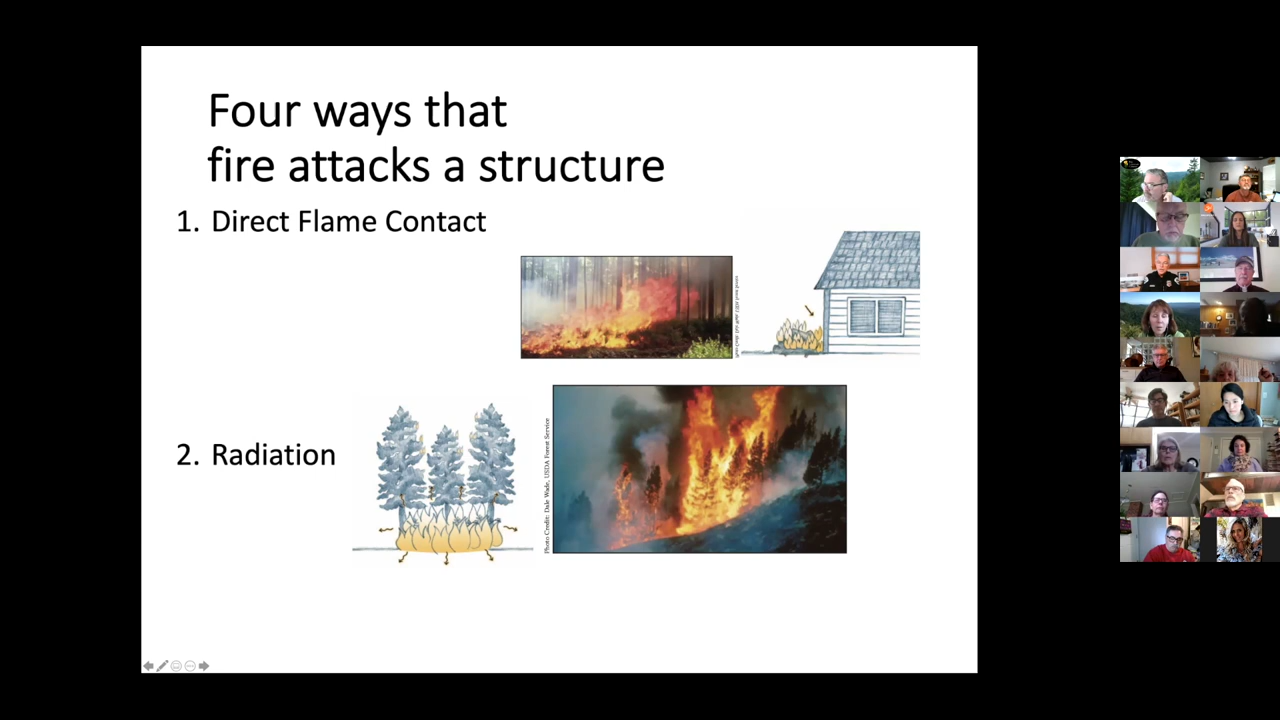 Four ways that
fire attacks a structure
1. Direct Flame Contact
2. Radiation
Photo Credit: Dale Wade, USDA Forest Service